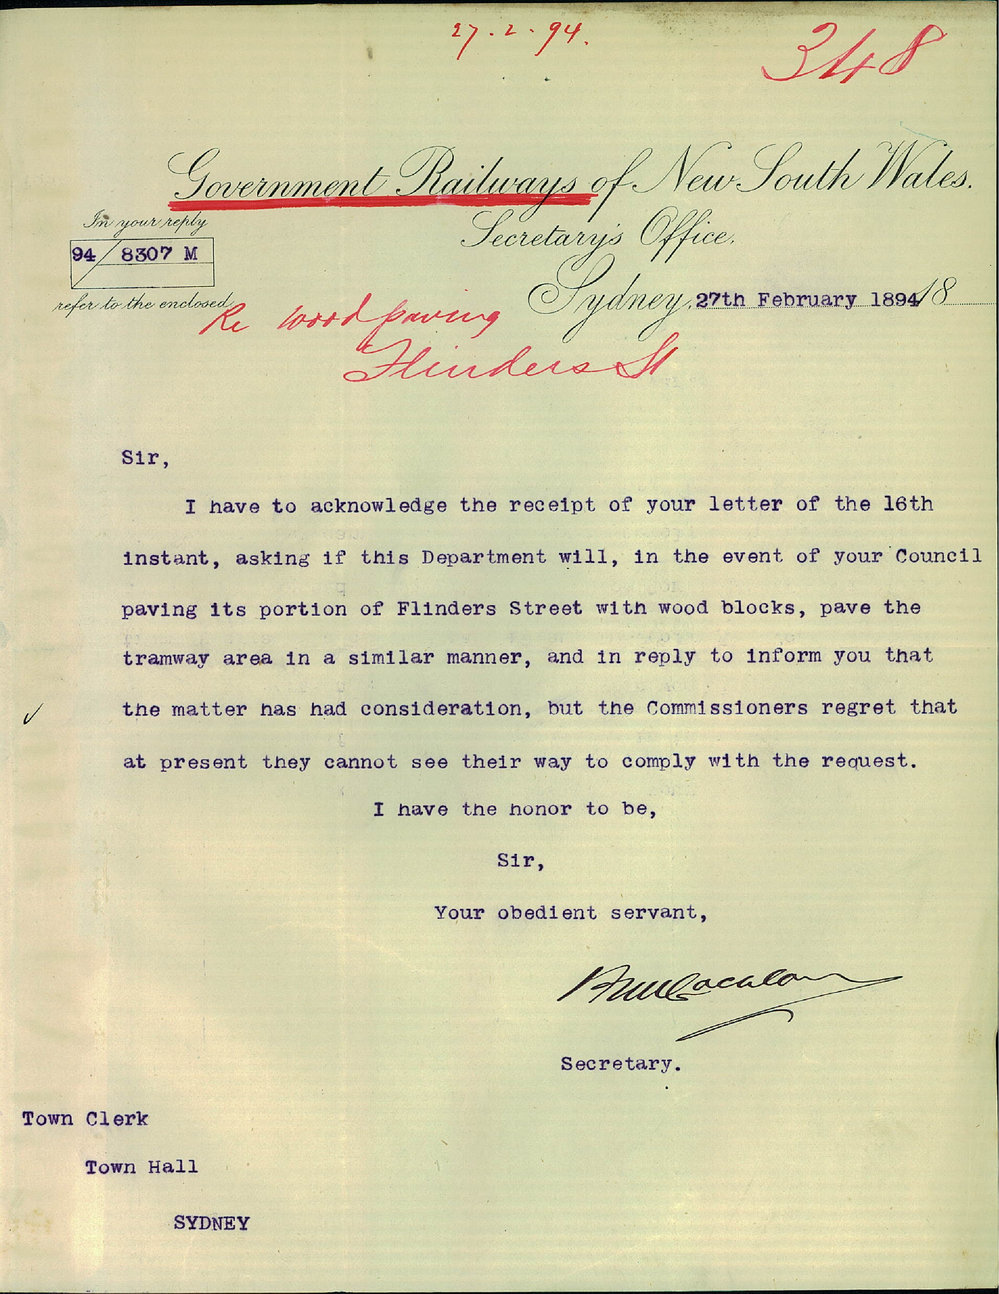 27.2.94.
348
Government Railways of New South Wales.
Secretary's Office.
In your reply
94/8307 M
refer to the enclosed
Sydney, 27th February 1894/18
Re Wood paving
Flinders St
Sir,
I have to acknowledge the receipt of your letter of the 16th
instant, asking if this Department will, in the event of your Council
paving its portion of Flinders Street with wood blocks, pave the
tramway area in a similar manner, and in reply to inform you that
the matter has had consideration, but the Commissioners regret that
at present they cannot see their way to comply with the request.
I have the honor to be,
Sir,
Your obedient servant,
Secretary.
Town Clerk
Town Hall
SYDNEY